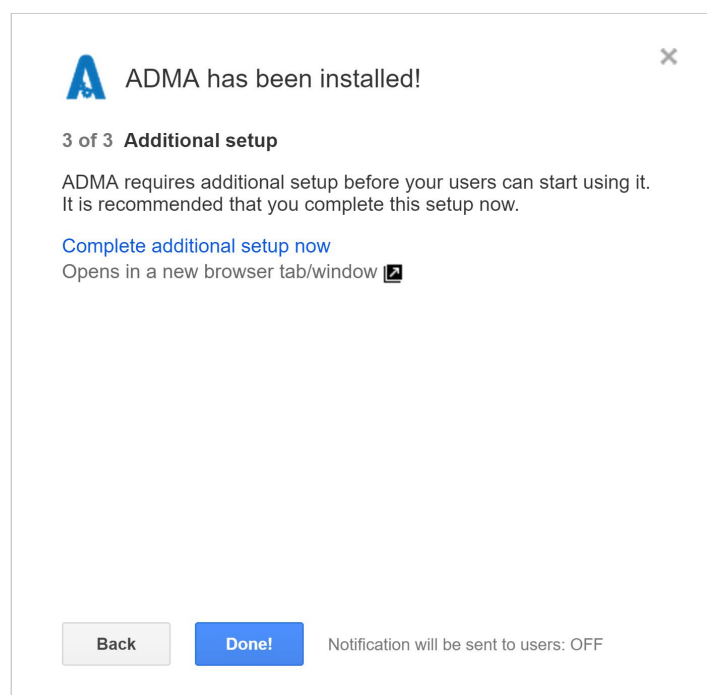 ADMA has been installed!
3 of 3 Additional setup
ADMA requires additional setup before your users can start using it.
It is recommended that you complete this setup now.
Complete additional setup now
Opens in a new browser tab/window
Back
Done!
Notification will be sent to users: OFF